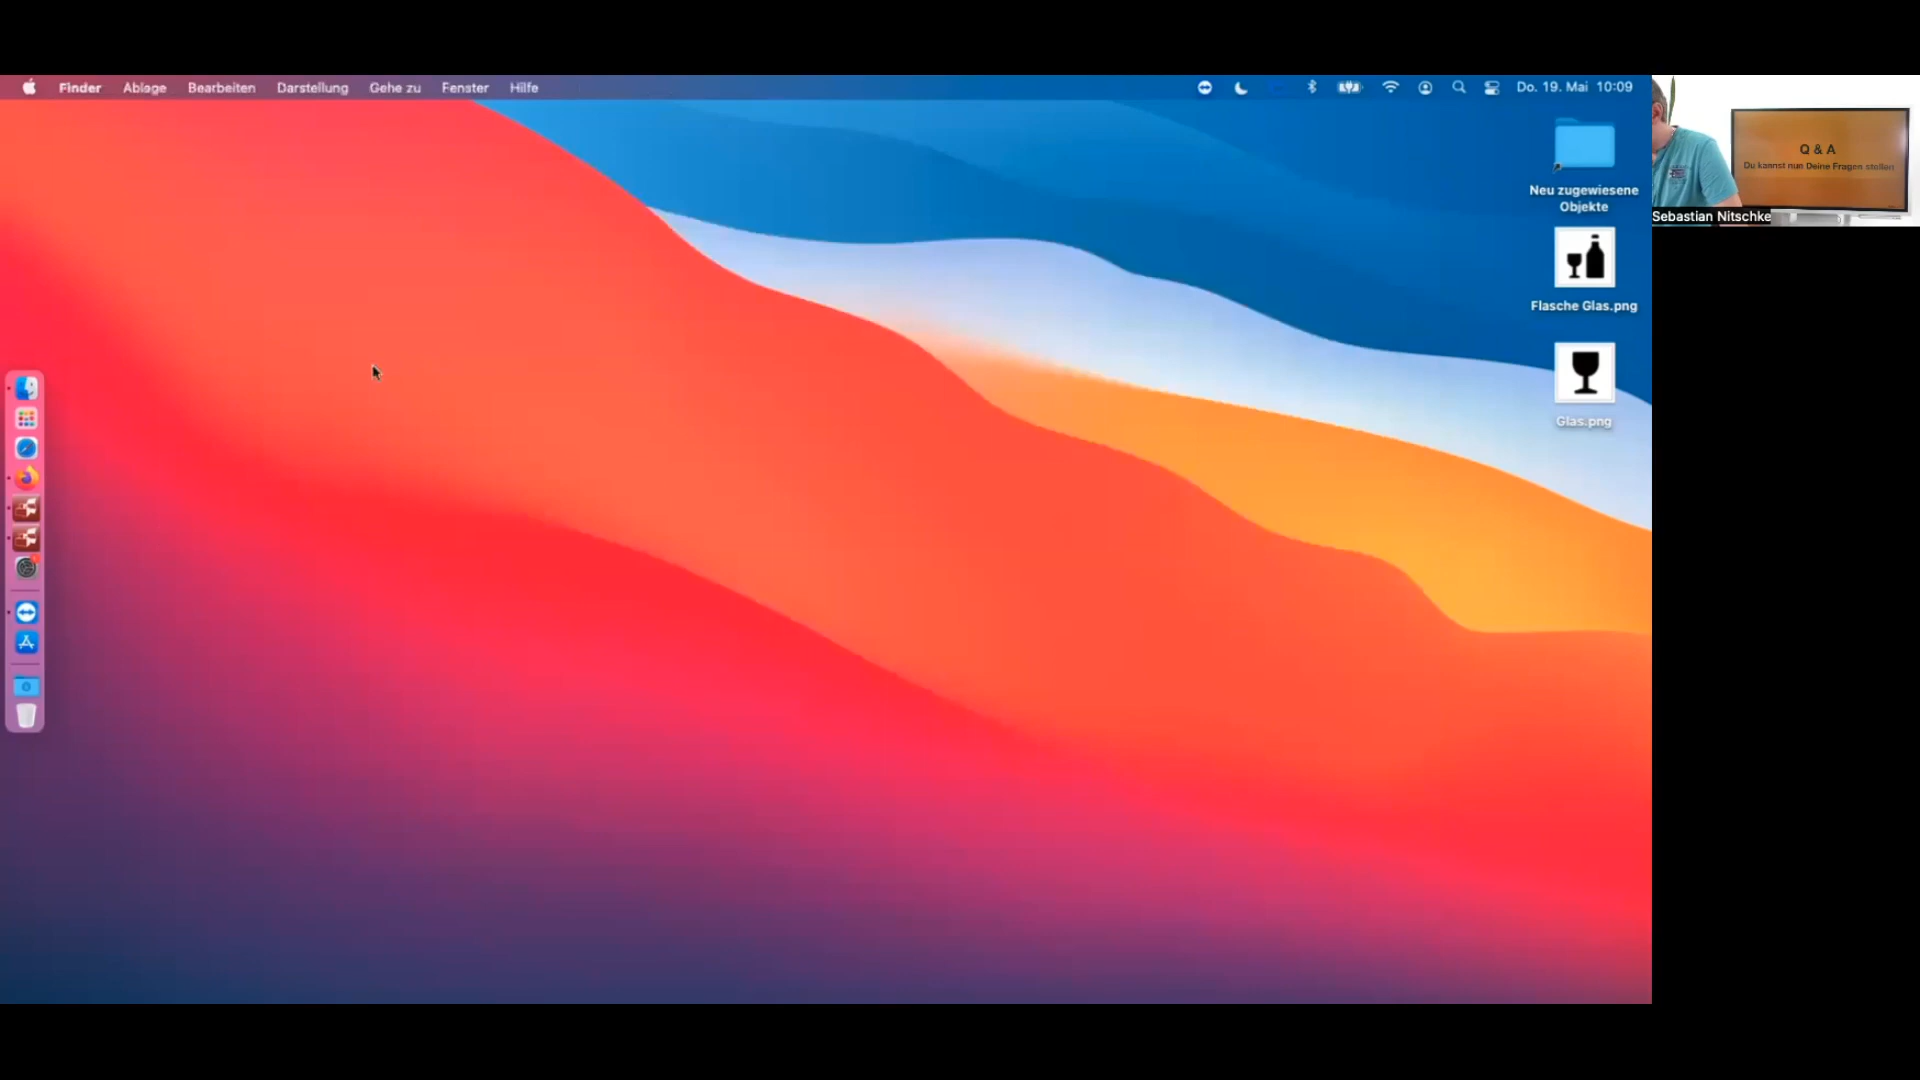 Finder Ablage Bearbeiten Darstellung Gehe zu Fenster Hilfe
Do. 19. Mai 10:09
Neu zugewiesene
Objekte
Flasche Glas.png
Glas.png
Q & A
Du kannst nun Deine Fragen stellen
Sebastian Nitschke